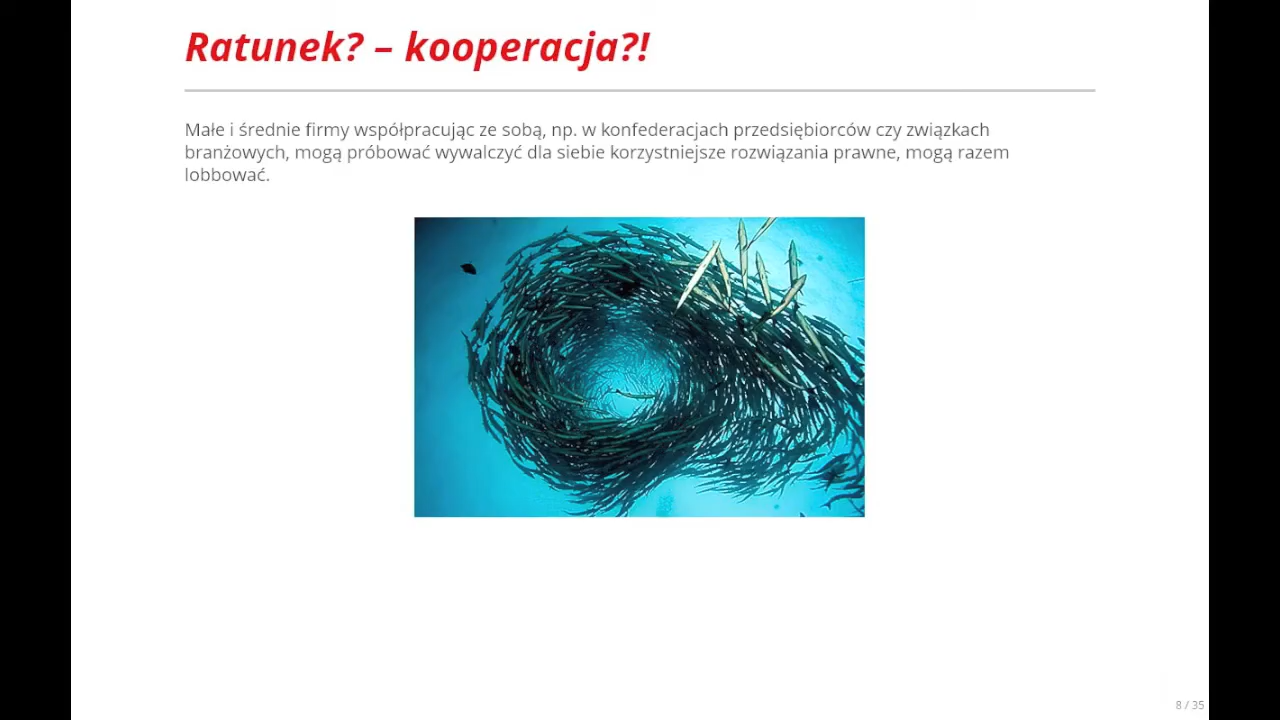 Ratunek? – kooperacja?!
Małe i średnie firmy współpracując ze sobą, np. w konfederacjach przedsiębiorców czy związkach
branżowych, mogą próbować wywalczyć dla siebie korzystniejsze rozwiązania prawne, mogą razem
lobbować.
8 / 35